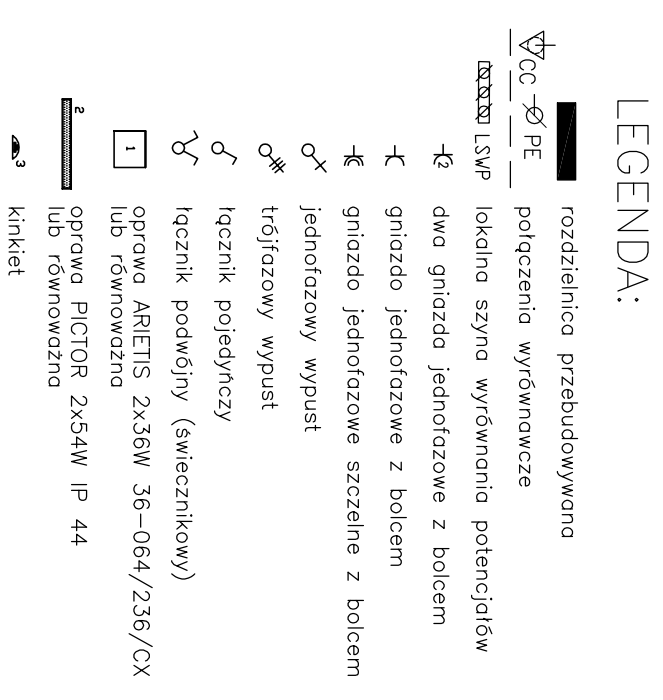 LEGENDA:
rozdzielnica przebudowywana
CC PE połączenia wyrównawcze
LSWP lokalna szyna wyrównania potencjałów
2 dwa gniazda jednofazowe z bolcem
gniazdo jednofazowe z bolcem
gniazdo jednofazowe szczelne z bolcem
jednofazowy wypust
trójfazowy wypust
łącznik pojedyńczy
łącznik podwójny (świecznikowy)
1 oprawa ARIETIS 2x36W 36-064/236/CX
lub równoważna
2 oprawa PICTOR 2x54W IP 44
lub równoważna
3 kinkiet